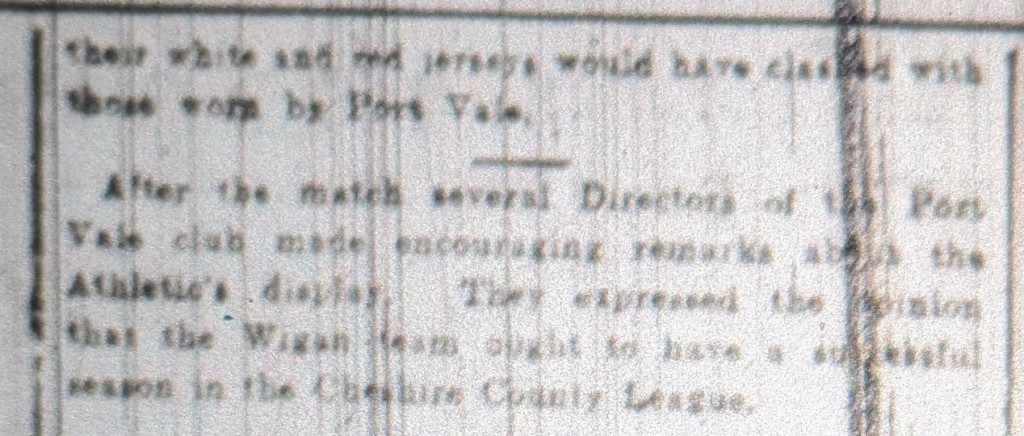 their white and red jerseys would have clashed with
those worn by Port Vale.
After the match several Directors of the Port
Vale club made encouraging remarks about the
Athletic's display. They expressed the opinion
that the Wigan team ought to have a successful
season in the Cheshire County League.